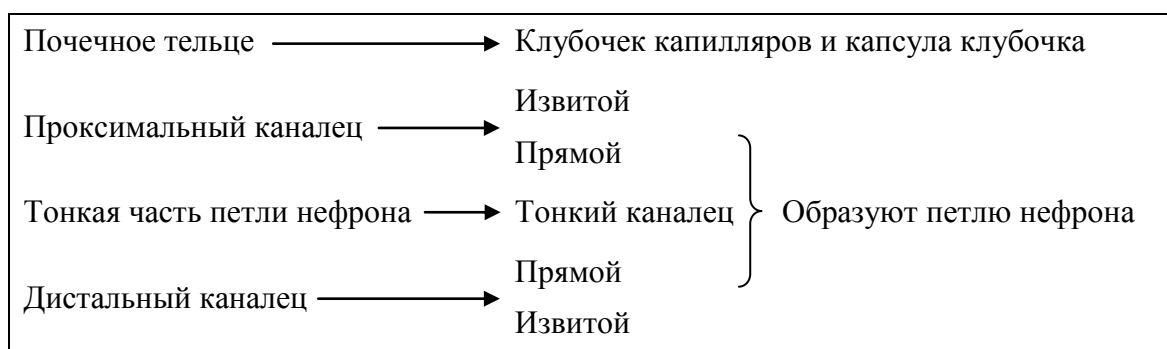 Почечное тельце Клубочек капилляров и капсула клубочка
Извитой
Проксимальный каналец
Прямой
Тонкая часть петли нефрона Тонкий каналец Образуют петлю нефрона
Прямой
Дистальный каналец
Извитой